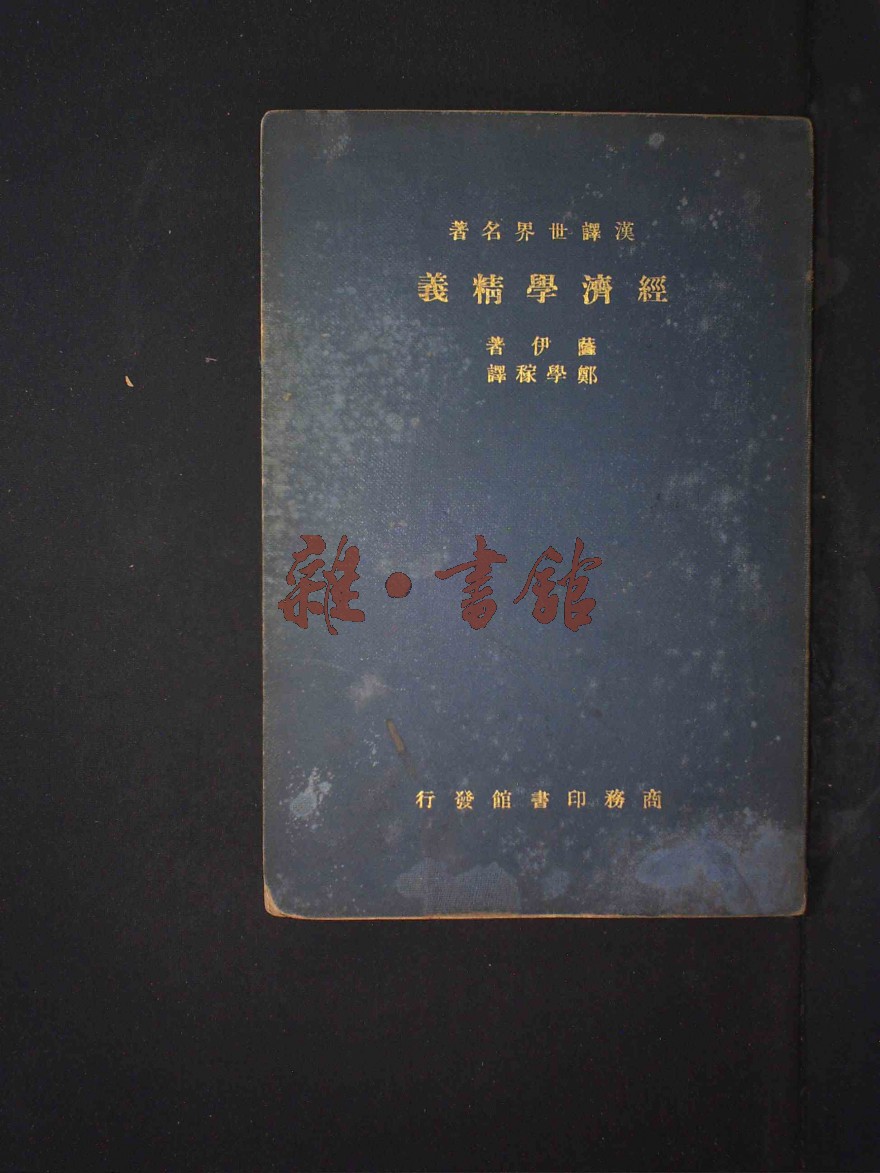 漢譯世界名著
經濟學精義
薩伊著
鄭學稼譯
雜·書館
商務印書館發行